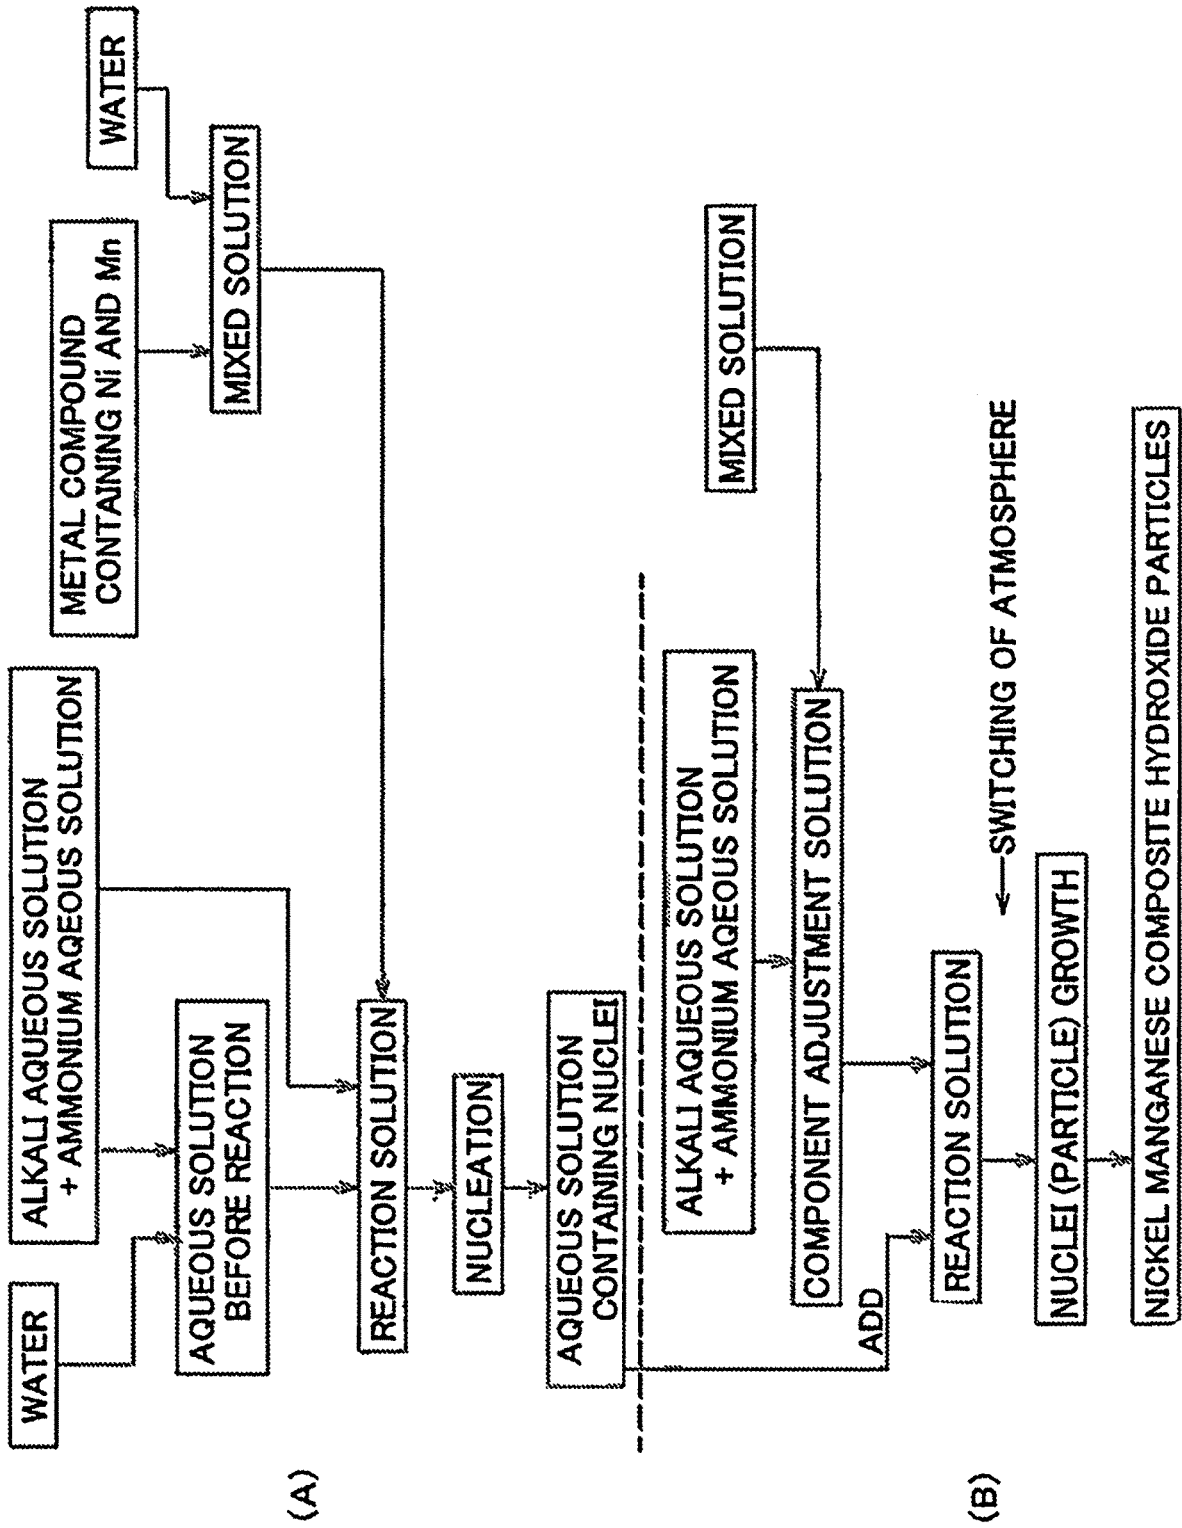 (A)
WATER
ALKALI AQUEOUS SOLUTION
+ AMMONIUM AQEOUS SOLUTION
METAL COMPOUND
CONTAINING Ni AND Mn
WATER
AQUEOUS SOLUTION
BEFORE REACTION
MIXED SOLUTION
REACTION SOLUTION
NUCLEATION
AQUEOUS SOLUTION
CONTAINING NUCLEI
(B)
ALKALI AQUEOUS SOLUTION
+ AMMONIUM AQEOUS SOLUTION
MIXED SOLUTION
COMPONENT ADJUSTMENT SOLUTION
ADD
REACTION SOLUTION
SWITCHING OF ATMOSPHERE
NUCLEI (PARTICLE) GROWTH
NICKEL MANGANESE COMPOSITE HYDROXIDE PARTICLES